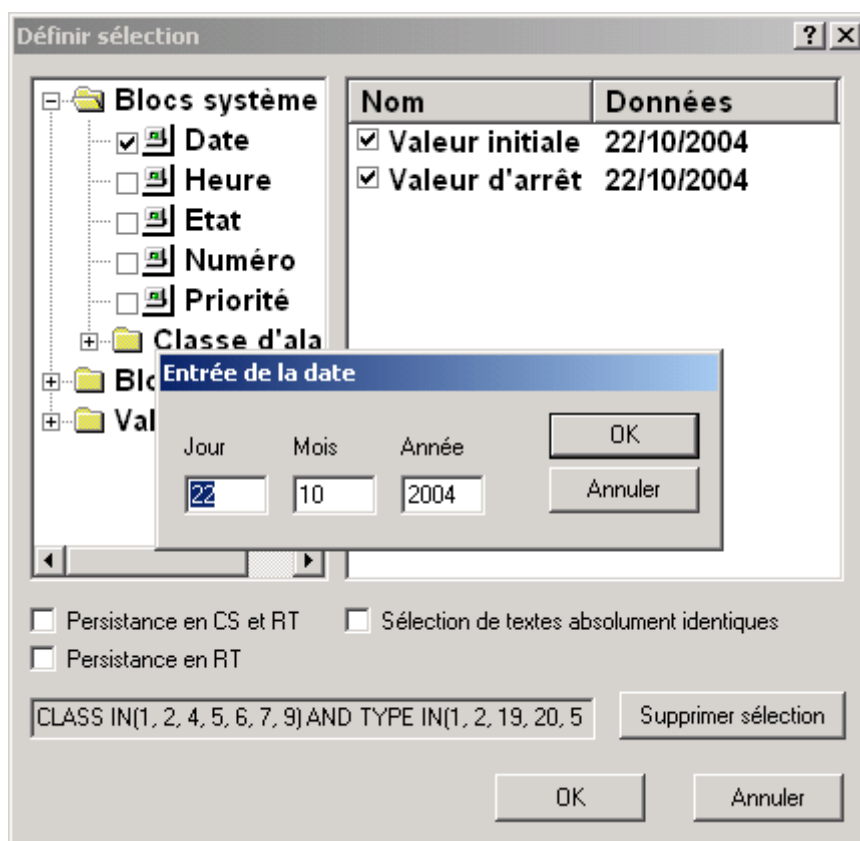 Définir sélection
Blocs système
Date
Heure
Etat
Numéro
Priorité
Classe d'ala
Blo
Val
Nom Données
Valeur initiale 22/10/2004
Valeur d'arrêt 22/10/2004
Entrée de la date
Jour Mois Année
22 10 2004
OK
Annuler
Persistance en CS et RT
Sélection de textes absolument identiques
Persistance en RT
CLASS IN(1, 2, 4, 5, 6, 7, 9) AND TYPE IN(1, 2, 19, 20, 5
Supprimer sélection
OK Annuler